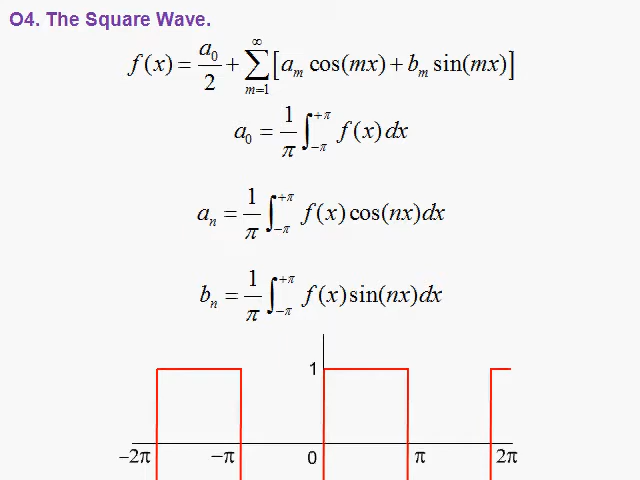 O4. The Square Wave.
f(x) = a₀/2 + ∑_{m=1}^{∞} [a_m cos(mx) + b_m sin(mx)]
a₀ = 1/π ∫_{−π}^{+π} f(x) dx
a_n = 1/π ∫_{−π}^{+π} f(x) cos(nx) dx
b_n = 1/π ∫_{−π}^{+π} f(x) sin(nx) dx
1
−2π −π 0 π 2π